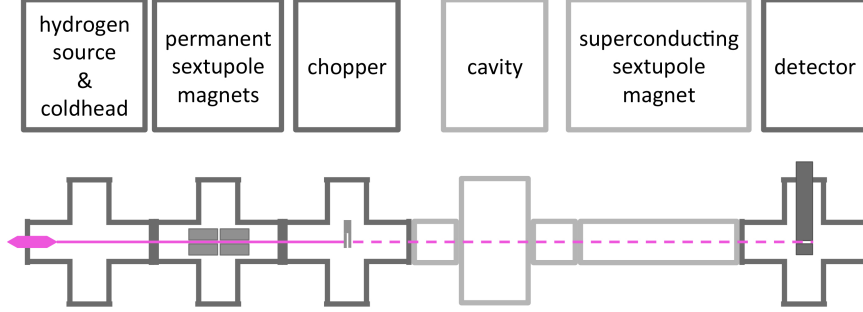 hydrogen
source
&
coldhead
permanent
sextupole
magnets
chopper
cavity
superconducting
sextupole
magnet
detector